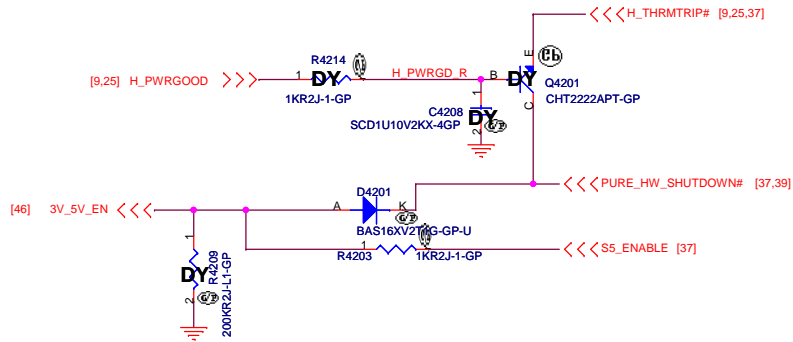 H_THRMTRIP# [9,25,37]
R4214
[9,25] H_PWRGOOD
1
DY
2
H_PWRGD_R
B
DY
E
C
Q4201
1KR2J-1-GP
CHT2222APT-GP
1
C4208
DY
2
SCD1U10V2KX-4GP
PURE_HW_SHUTDOWN# [37,39]
D4201
[46] 3V_5V_EN
A
K
BAS16XV2T1G-GP-U
S5_ENABLE [37]
1
R4203
1KR2J-1-GP
1
DY
2
R4209
200KR2J-L1-GP